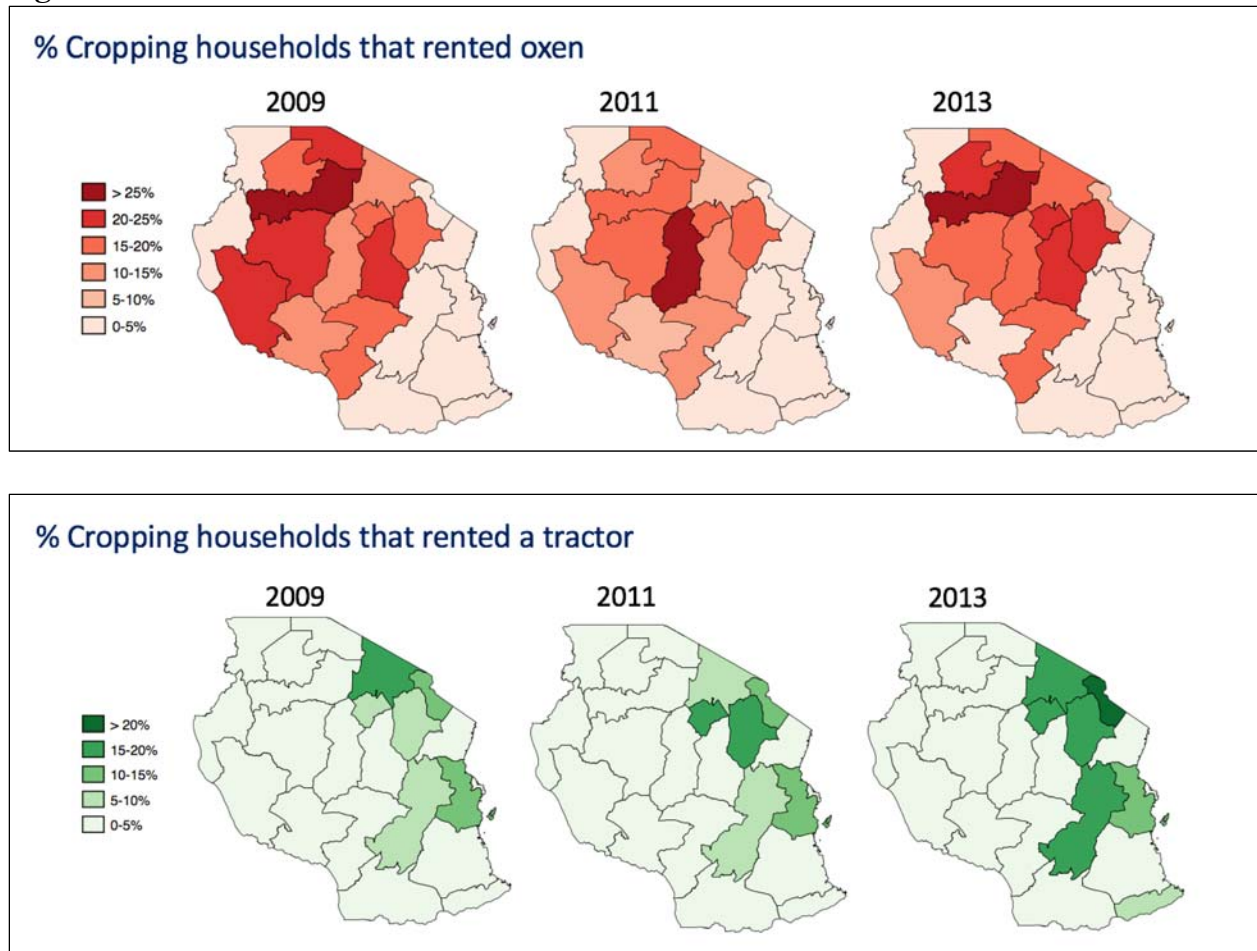 % Cropping households that rented oxen
2009 2011 2013
> 25%
20-25%
15-20%
10-15%
5-10%
0-5%
% Cropping households that rented a tractor
2009 2011 2013
> 20%
15-20%
10-15%
5-10%
0-5%